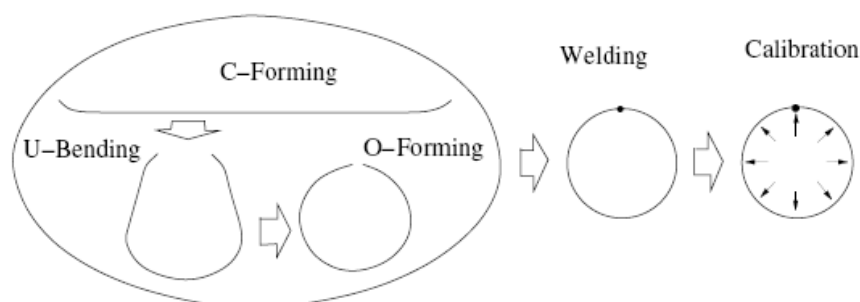 C–Forming
U–Bending
O–Forming
Welding
Calibration